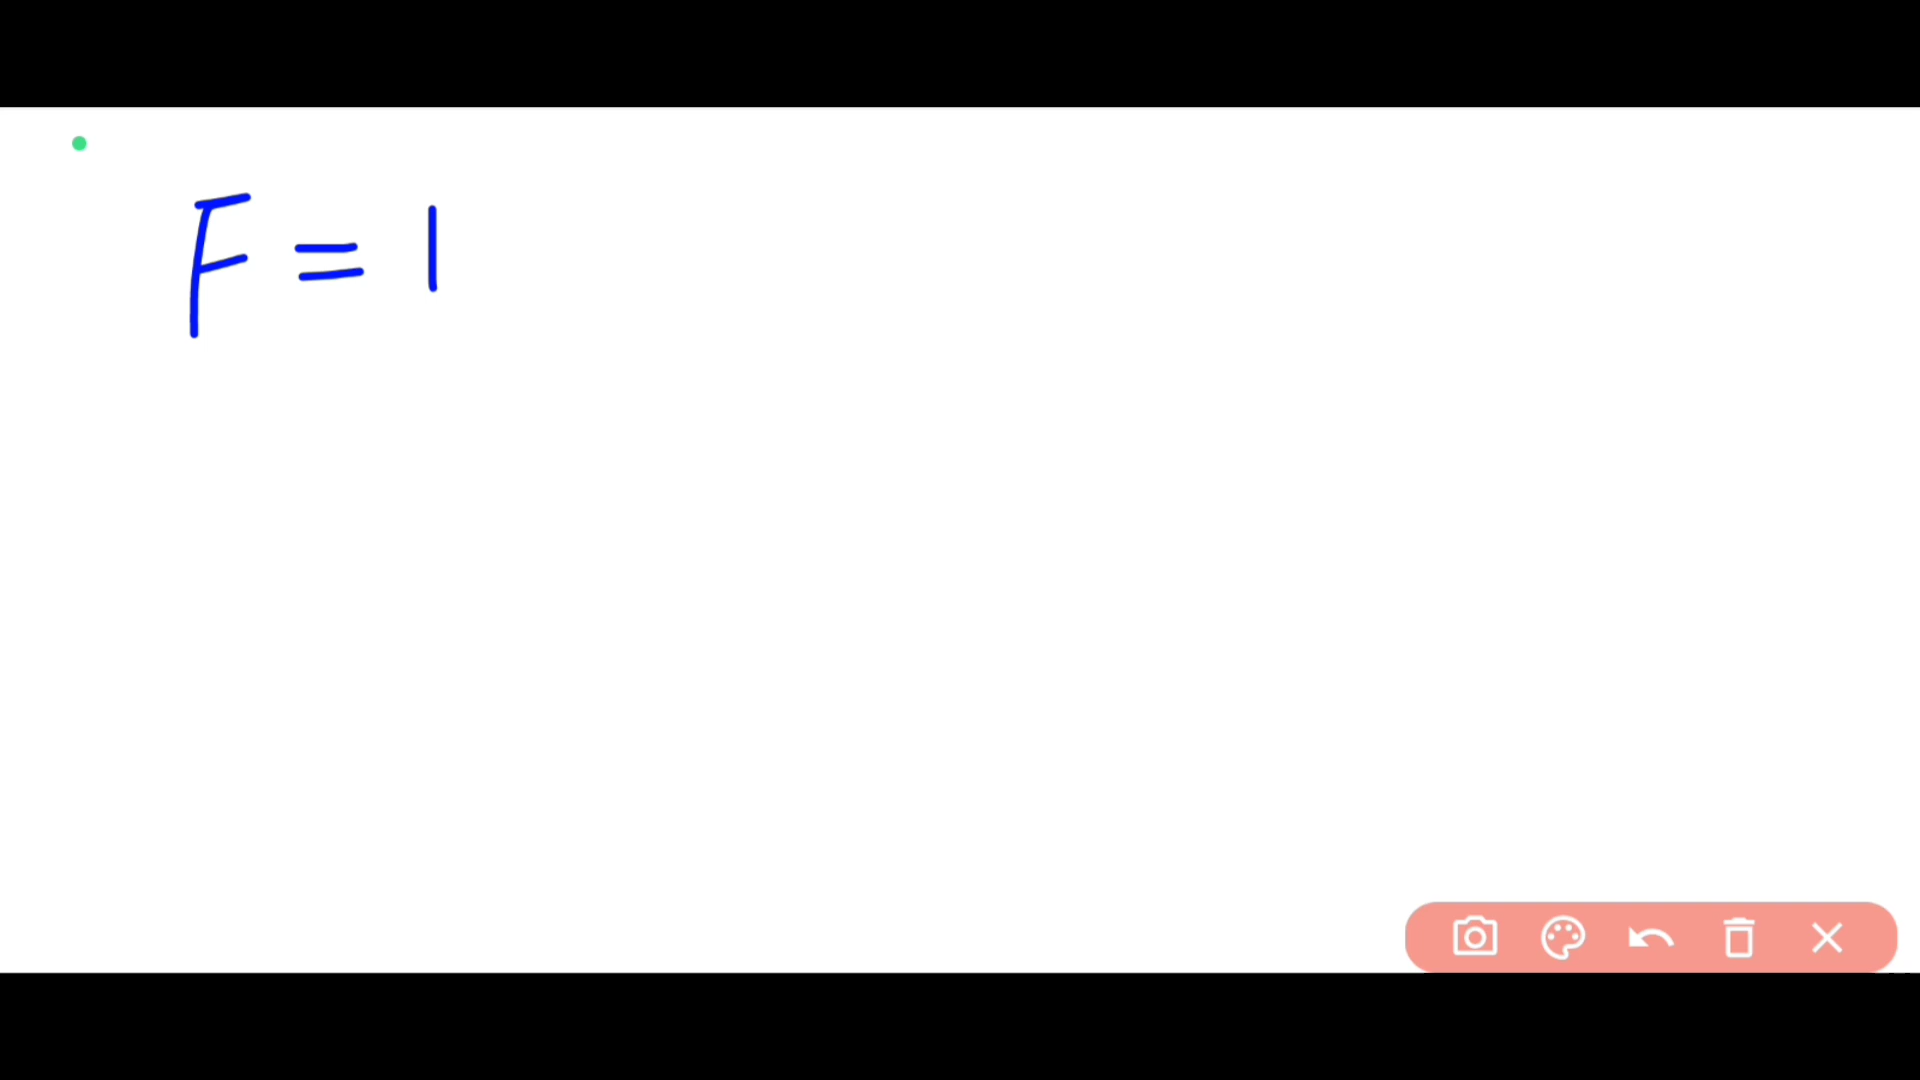 F = 1